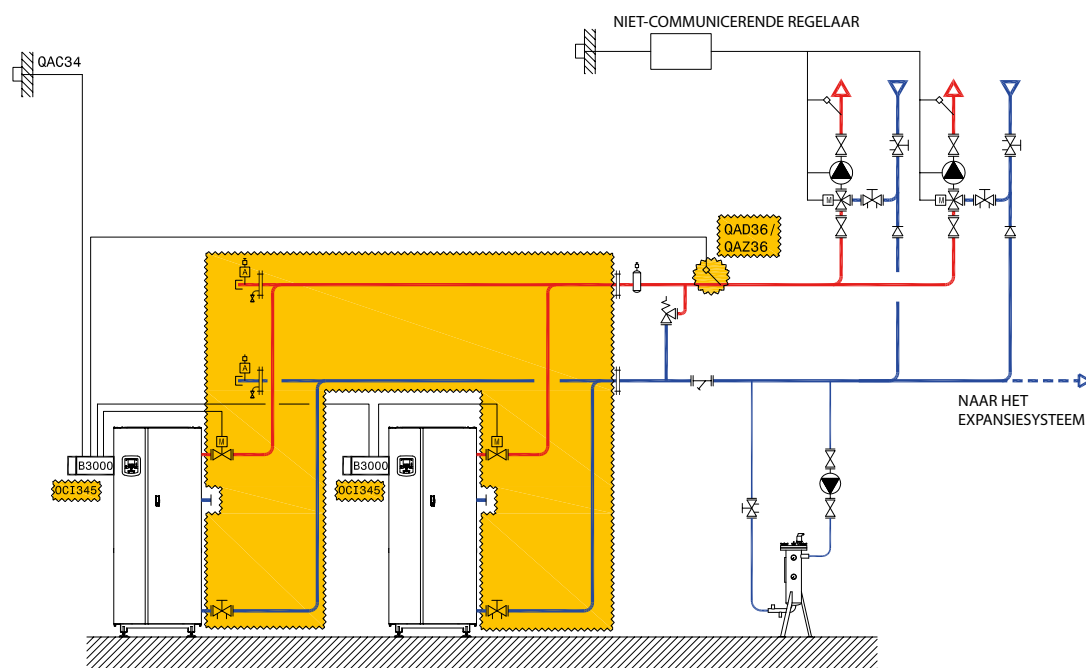 NIET-COMMUNICERENDE REGELAAR
QAC34
QAD36 /
QAZ36
M
M
A
A
NAAR HET
EXPANSIESYSTEEM
M
M
B3000
B3000
OCI345
OCI345